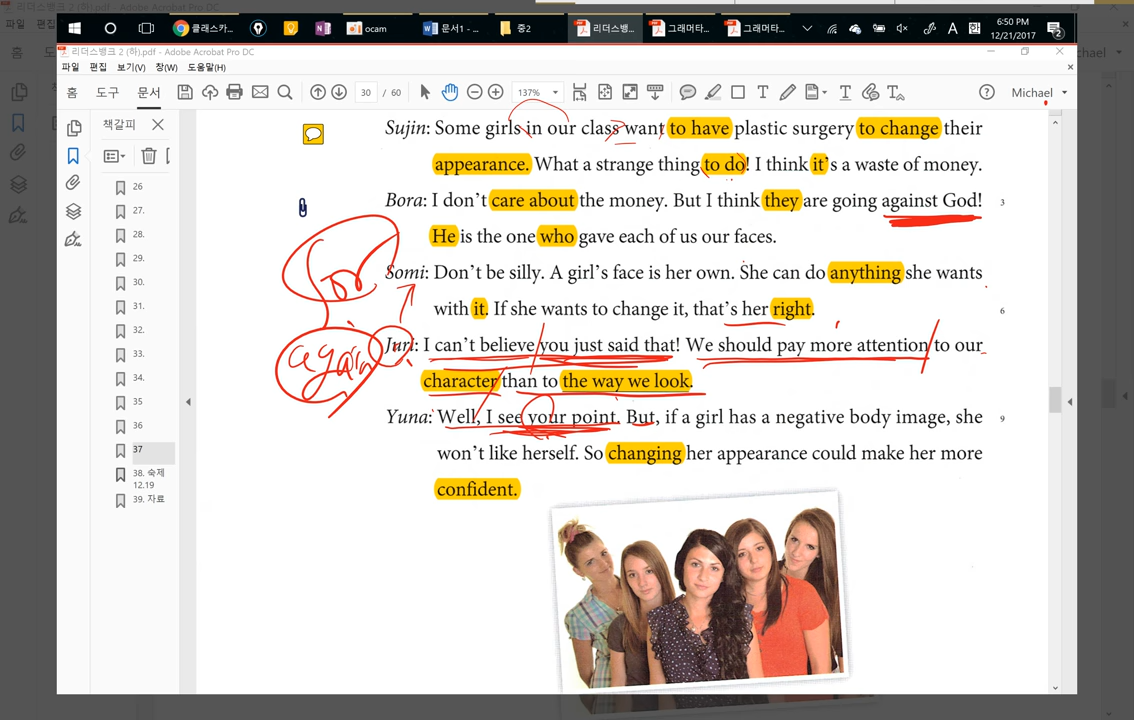 클래스카...
ocam
문서1 - ...
중2
리더스뱅...
그래머타...
그래머타...
A
한
6:50 PM
12/21/2017
2
리더스뱅크 2 (하).pdf - Adobe Acrobat Pro DC
파일 편집 보기(V) 창(W) 도움말(H)
홈 도구 문서
30 / 60
137%
Michael
책갈피
26
27.
28.
29.
30.
31.
32.
33.
34.
35
36
37
38. 숙제
12.19
39. 자료
Sujin: Some girls in our class want to have plastic surgery to change their
appearance. What a strange thing to do! I think it's a waste of money.
Bora: I don't care about the money. But I think they are going against God! 3
He is the one who gave each of us our faces.
Somi: Don't be silly. A girl's face is her own. She can do anything she wants
with it. If she wants to change it, that's her right. 6
Juri: I can't believe you just said that! We should pay more attention to our
character than to the way we look.
Yuna: Well, I see your point. But, if a girl has a negative body image, she 9
won't like herself. So changing her appearance could make her more
confident.
for